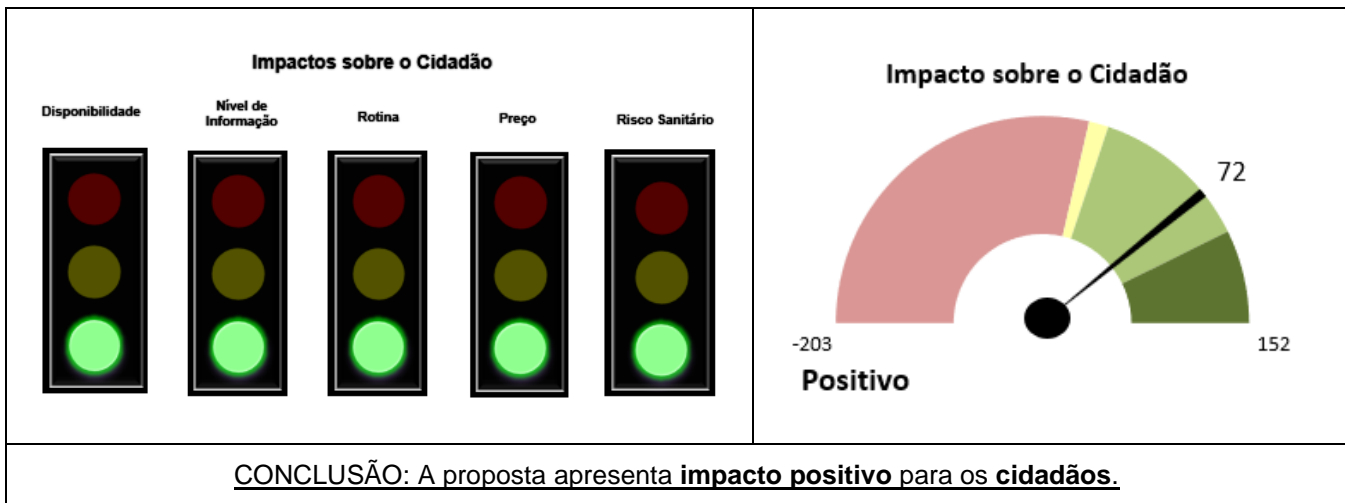 Impactos sobre o Cidadão
Disponibilidade
Nível de
Informação
Rotina
Preço
Risco Sanitário
Impacto sobre o Cidadão
72
-203
152
Positivo
CONCLUSÃO: A proposta apresenta impacto positivo para os cidadãos.